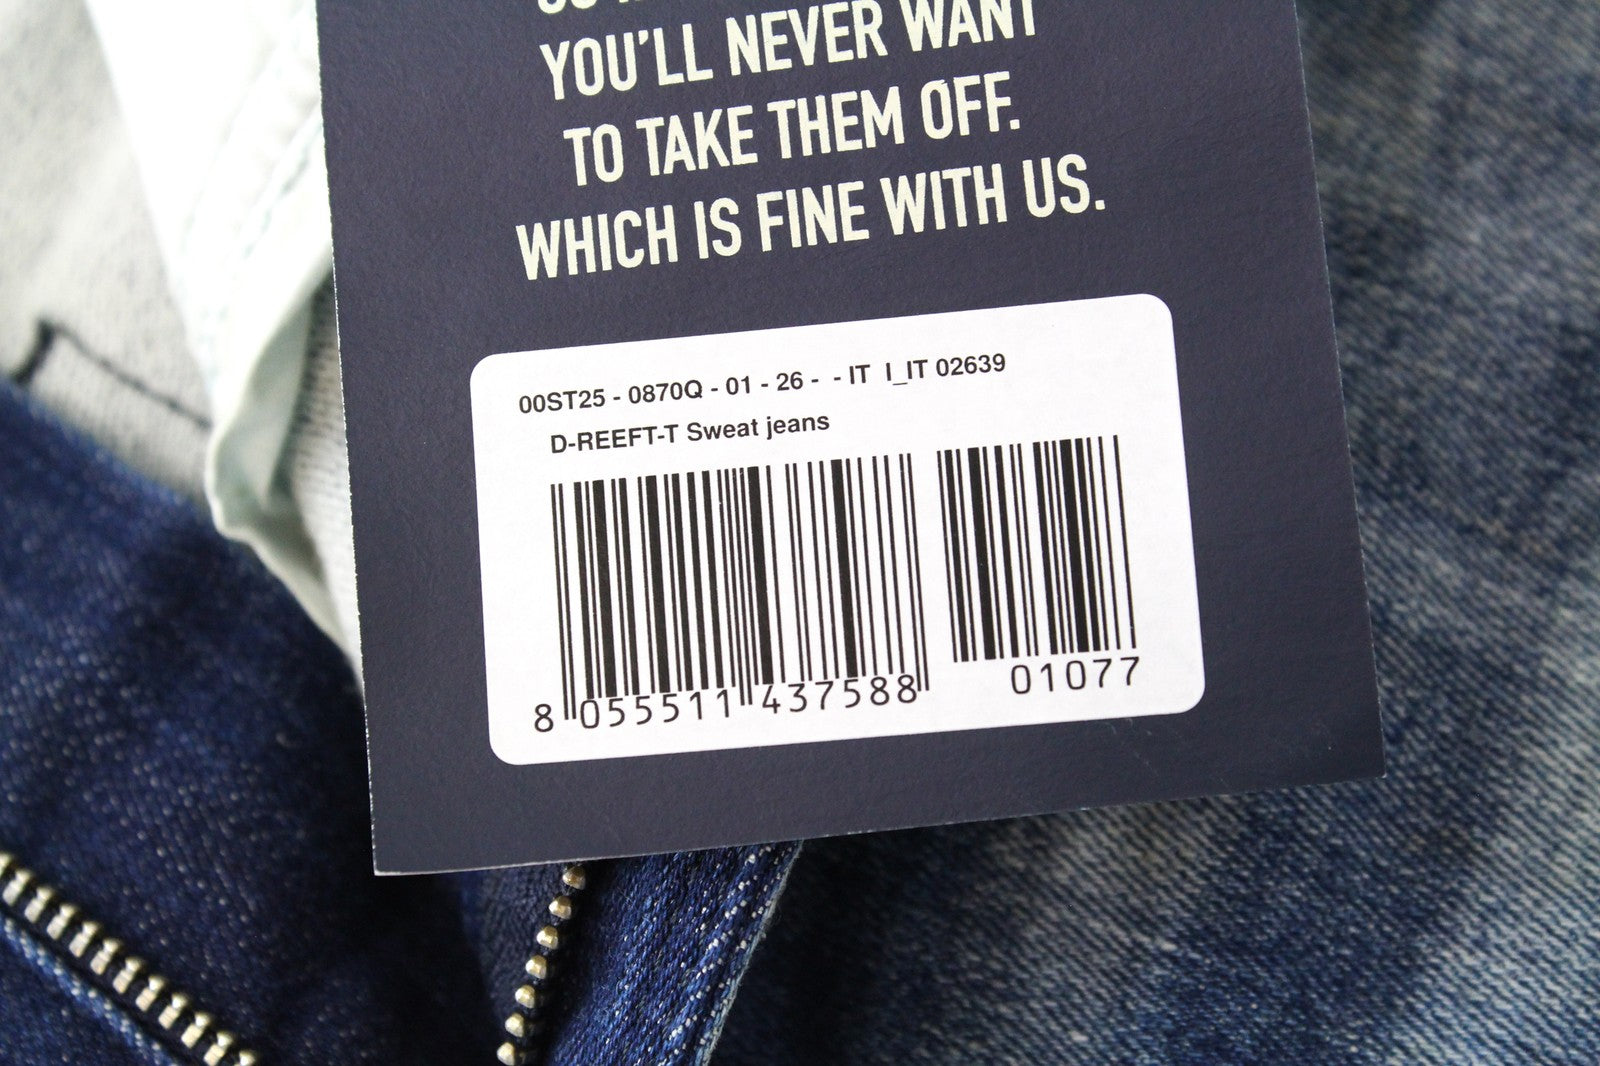 YOU'LL NEVER WANT
TO TAKE THEM OFF.
WHICH IS FINE WITH US.
00ST25 - 0870Q - 01 - 26 - - IT I_IT 02639
D-REEFT-T Sweat jeans
8 055511 437588 01077